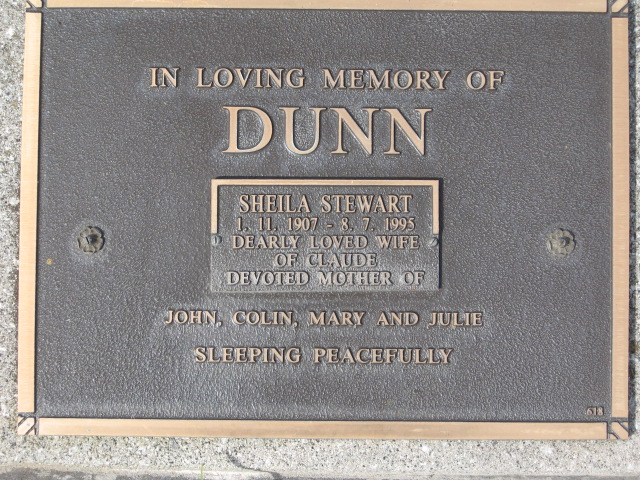 IN LOVING MEMORY OF
DUNN
SHEILA STEWART
1. 11. 1907 - 8. 7. 1995
DEARLY LOVED WIFE
OF CLAUDE
DEVOTED MOTHER OF
JOHN, COLIN, MARY AND JULIE
SLEEPING PEACEFULLY
618